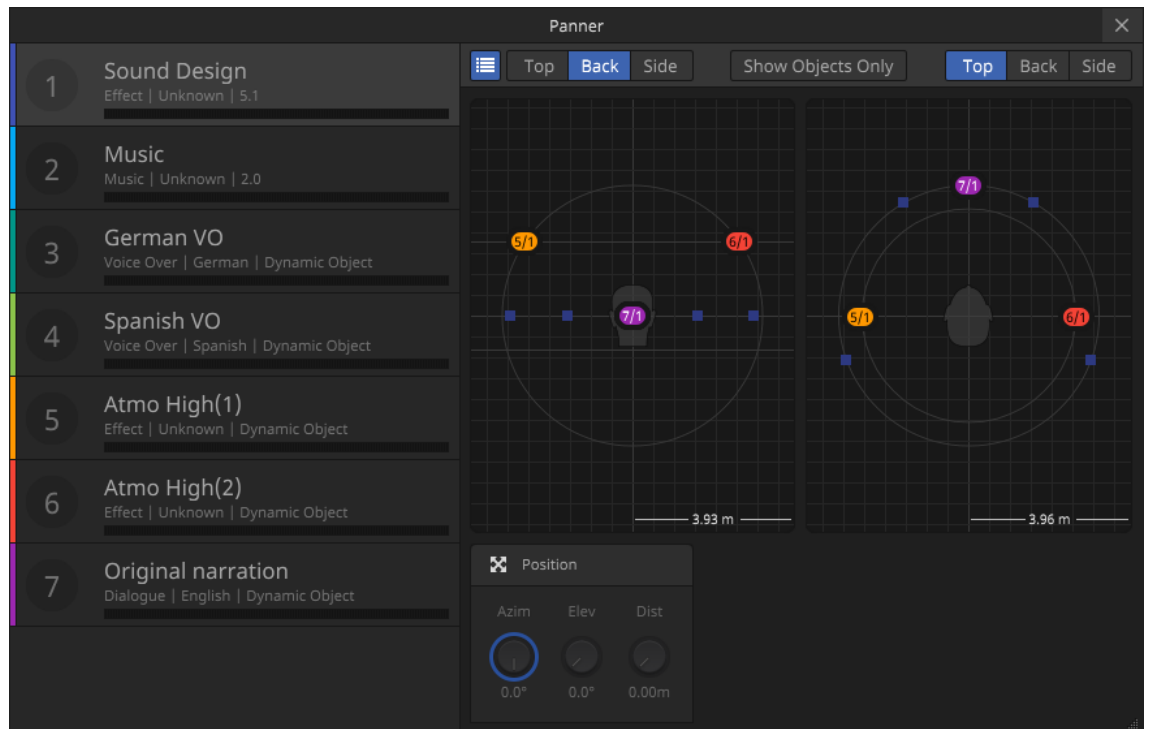 Panner
1
Sound Design
Effect | Unknown | 5.1
2
Music
Music | Unknown | 2.0
3
German VO
Voice Over | German | Dynamic Object
4
Spanish VO
Voice Over | Spanish | Dynamic Object
5
Atmo High(1)
Effect | Unknown | Dynamic Object
6
Atmo High(2)
Effect | Unknown | Dynamic Object
7
Original narration
Dialogue | English | Dynamic Object
Top Back Side
Show Objects Only
Top Back Side
5/1 6/1
7/1
3.93 m
7/1
5/1 6/1
3.96 m
Position
Azim Elev Dist
0.0° 0.0° 0.00m